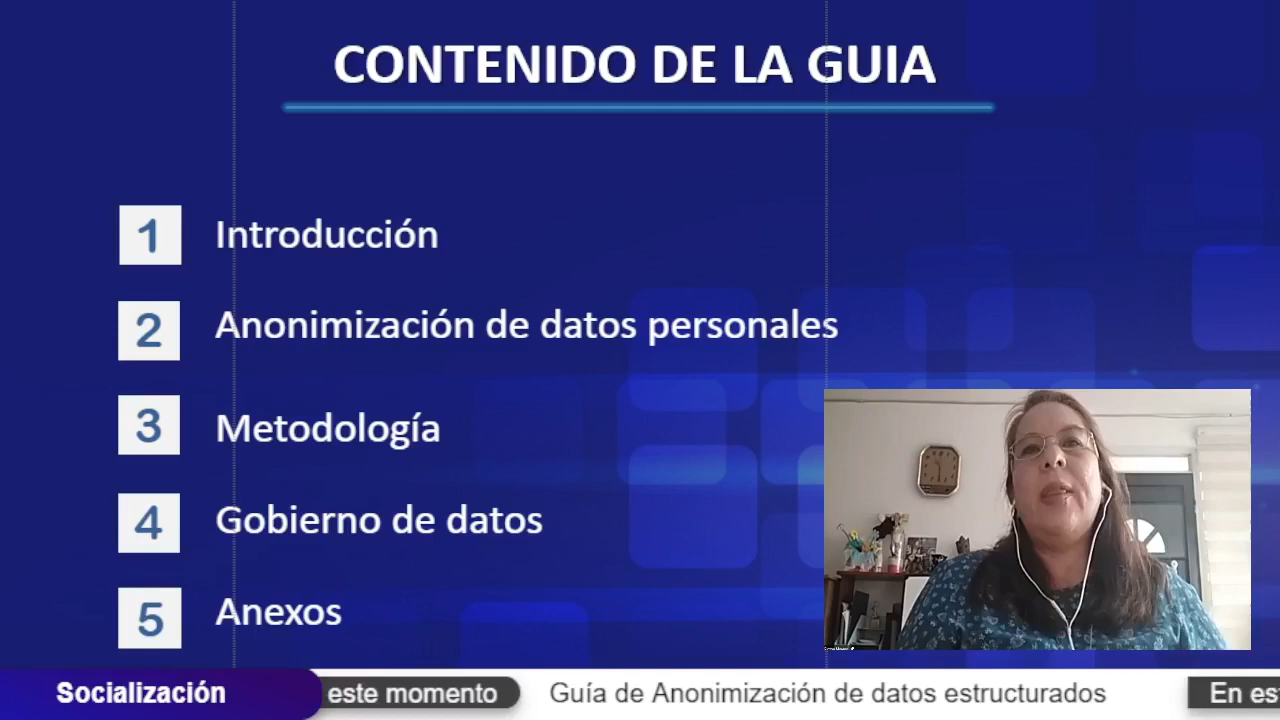 CONTENIDO DE LA GUIA
1 Introducción
2 Anonimización de datos personales
3 Metodología
4 Gobierno de datos
5 Anexos
Socialización este momento Guía de Anonimización de datos estructurados En es